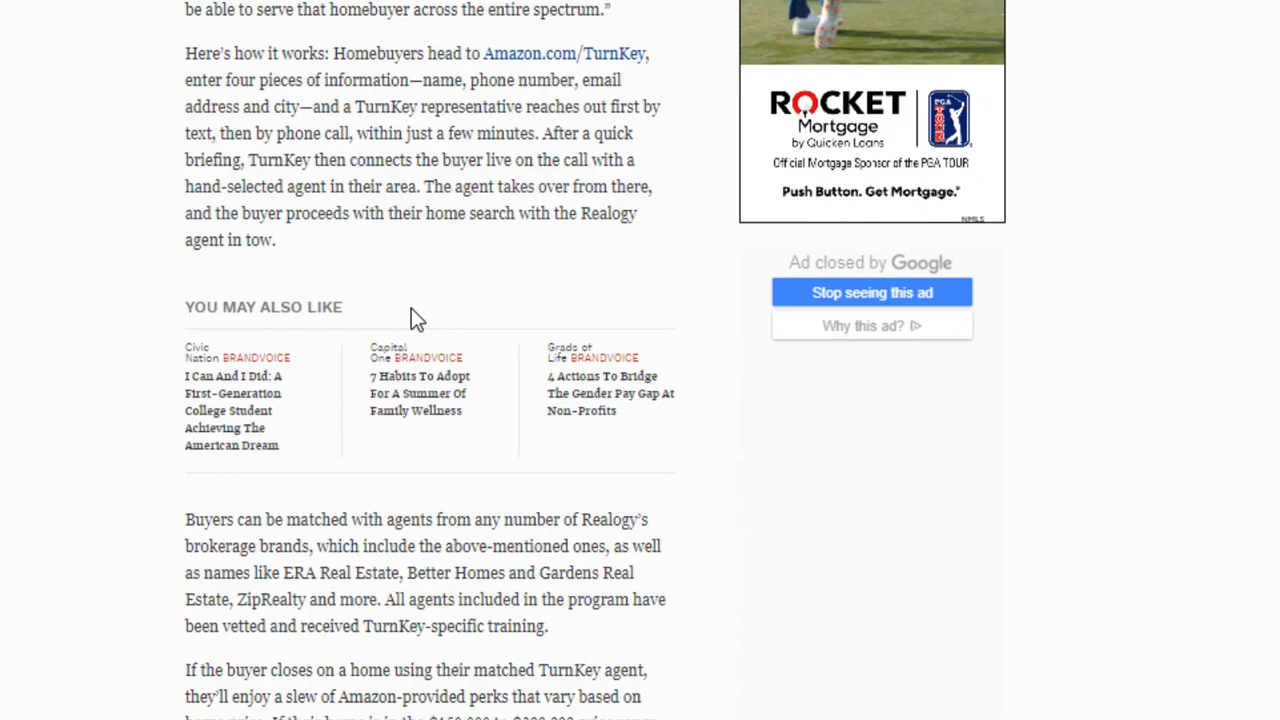 be able to serve that homebuyer across the entire spectrum.”
Here’s how it works: Homebuyers head to Amazon.com/TurnKey,
enter four pieces of information—name, phone number, email
address and city—and a TurnKey representative reaches out first by
text, then by phone call, within just a few minutes. After a quick
briefing, TurnKey then connects the buyer live on the call with a
hand-selected agent in their area. The agent takes over from there,
and the buyer proceeds with their home search with the Realogy
agent in tow.
YOU MAY ALSO LIKE
Civic
Nation BRANDVOICE
I Can And I Did: A
First-Generation
College Student
Achieving The
American Dream
Capital
One BRANDVOICE
7 Habits To Adopt
For A Summer Of
Family Wellness
Grads of
Life BRANDVOICE
4 Actions To Bridge
The Gender Pay Gap At
Non-Profits
Buyers can be matched with agents from any number of Realogy’s
brokerage brands, which include the above-mentioned ones, as well
as names like ERA Real Estate, Better Homes and Gardens Real
Estate, ZipRealty and more. All agents included in the program have
been vetted and received TurnKey-specific training.
If the buyer closes on a home using their matched TurnKey agent,
they’ll enjoy a slew of Amazon-provided perks that vary based on
home price. If their home is in the $150,000 to
ROCKET
Mortgage
by Quicken Loans
PGA
TOUR
Official Mortgage Sponsor of the PGA TOUR
Push Button. Get Mortgage.®
NMLS
Ad closed by Google
Stop seeing this ad
Why this ad?